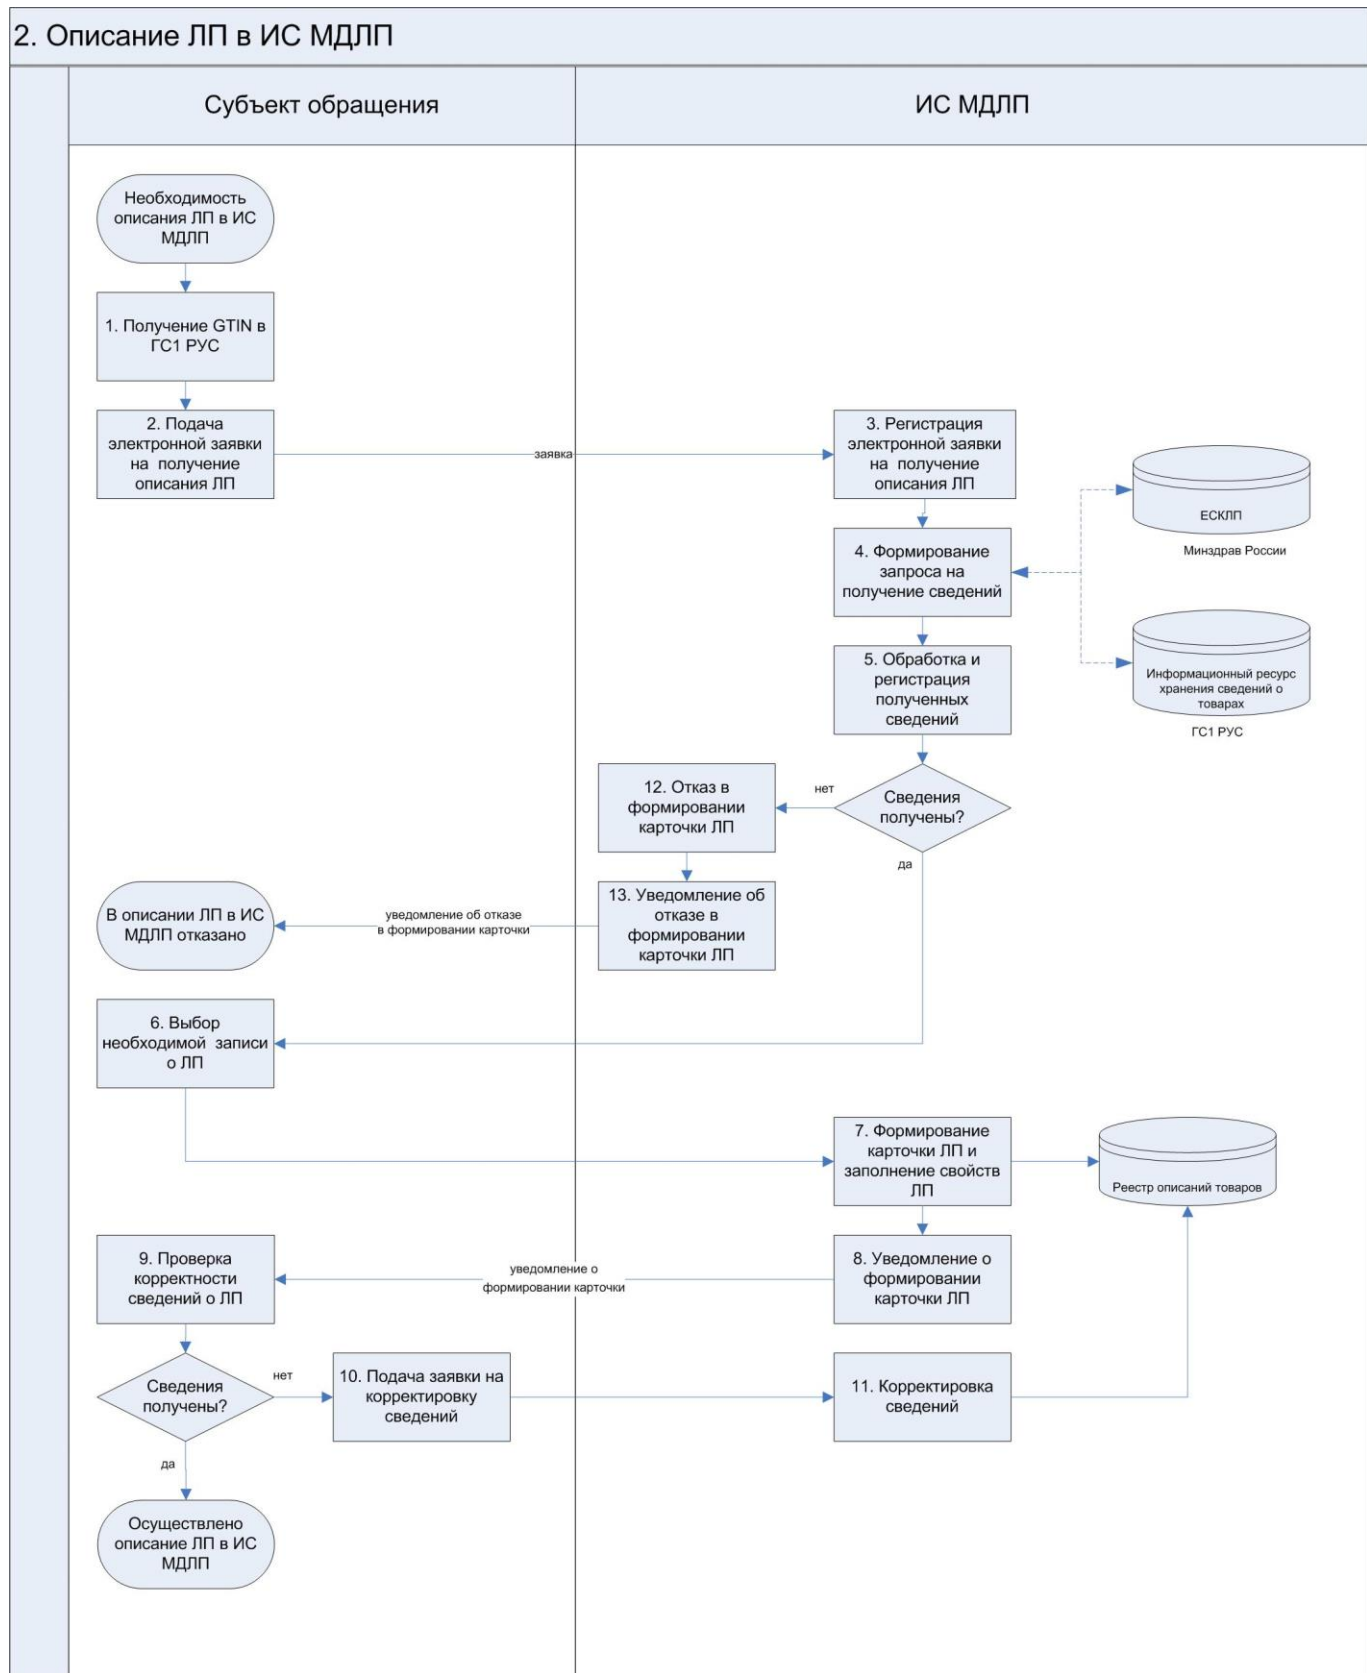 2. Описание ЛП в ИС МДЛП
Субъект обращения
ИС МДЛП
Необходимость
описания ЛП в ИС
МДЛП
1. Получение GTIN в
ГС1 РУС
2. Подача
электронной заявки
на получение
описания ЛП
заявка
3. Регистрация
электронной заявки
на получение
описания ЛП
ЕСКЛП
Минздрав России
4. Формирование
запроса на
получение сведений
5. Обработка и
регистрация
полученных
сведений
Информационный ресурс
хранения сведений о
товарах
ГС1 РУС
Сведения
получены?
нет
да
12. Отказ в
формировании
карточки ЛП
13. Уведомление об
отказе в
формировании
карточки ЛП
уведомление об отказе
в формировании карточки
В описании ЛП в ИС
МДЛП отказано
6. Выбор
необходимой записи
о ЛП
7. Формирование
карточки ЛП и
заполнение свойств
ЛП
Реестр описаний товаров
8. Уведомление о
формировании
карточки ЛП
уведомление о
формировании карточки
9. Проверка
корректности
сведений о ЛП
Сведения
получены?
нет
да
10. Подача заявки на
корректировку
сведений
11. Корректировка
сведений
Осуществлено
описание ЛП в ИС
МДЛП